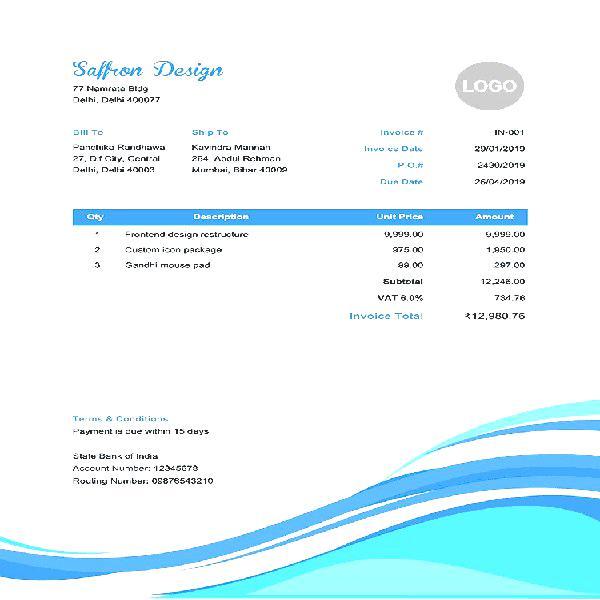 Saffron Design
77 Namrata Bldg
Delhi, Delhi 400077
LOGO
Bill To
Panchika Rundhawa
27, Dlf City, Central
Delhi, Delhi 40003
Ship To
Kavindra Mannan
264, Abdul Rehman
Mumbai, Bihar 40009
Invoice # IN-001
Invoice Date 29/01/2019
P.O.# 2430/2019
Due Date 26/04/2019
Qty Description Unit Price Amount
1 Frontend design restructure 9,999.00 9,999.00
2 Custom icon package 975.00 1,950.00
3 Gandhi mouse pad 99.00 297.00
Subtotal 12,246.00
VAT 6.0% 734.76
Invoice Total ₹12,980.76
Terms & Conditions
Payment is due within 15 days
State Bank of India
Account Number: 12345678
Routing Number: 09876543210